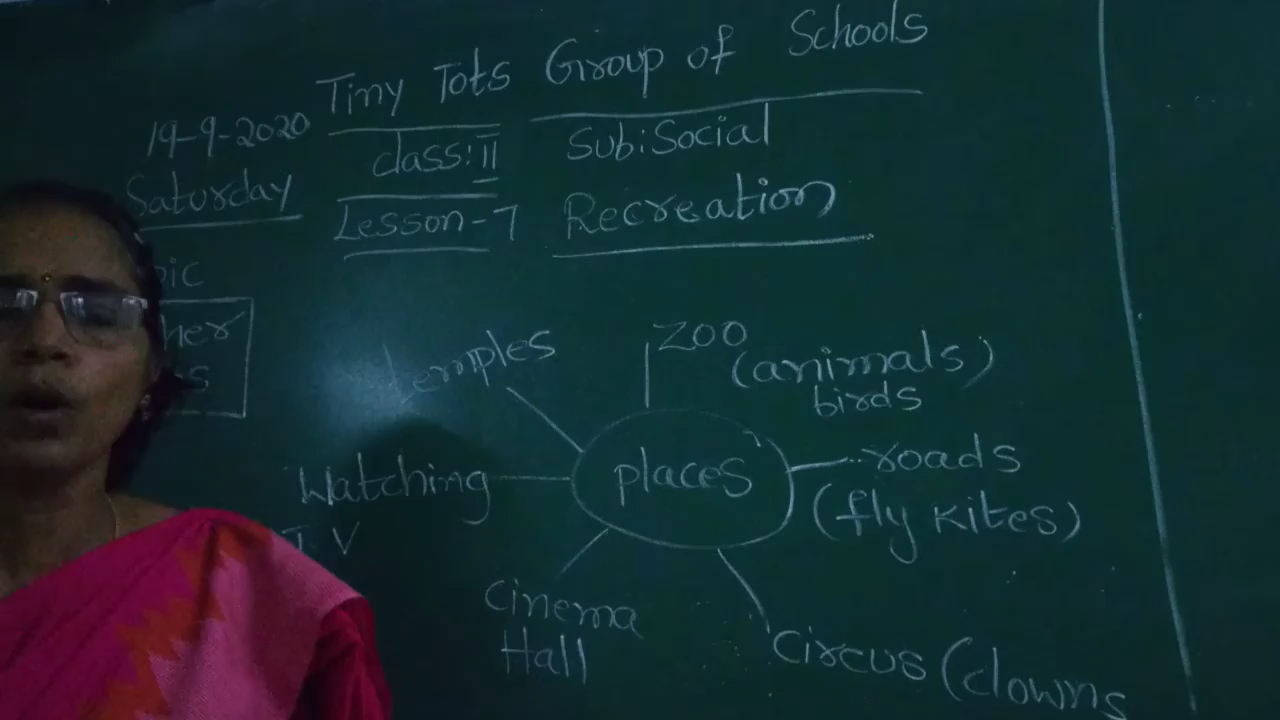 Tiny Tots Group of Schools
19-9-2020
class: II Sub: Social
Saturday
Lesson-7 Recreation
temples
zoo
(animals)
birds
places
roads
(fly kites)
Watching
T.V
Cinema
Hall
Circus (clowns